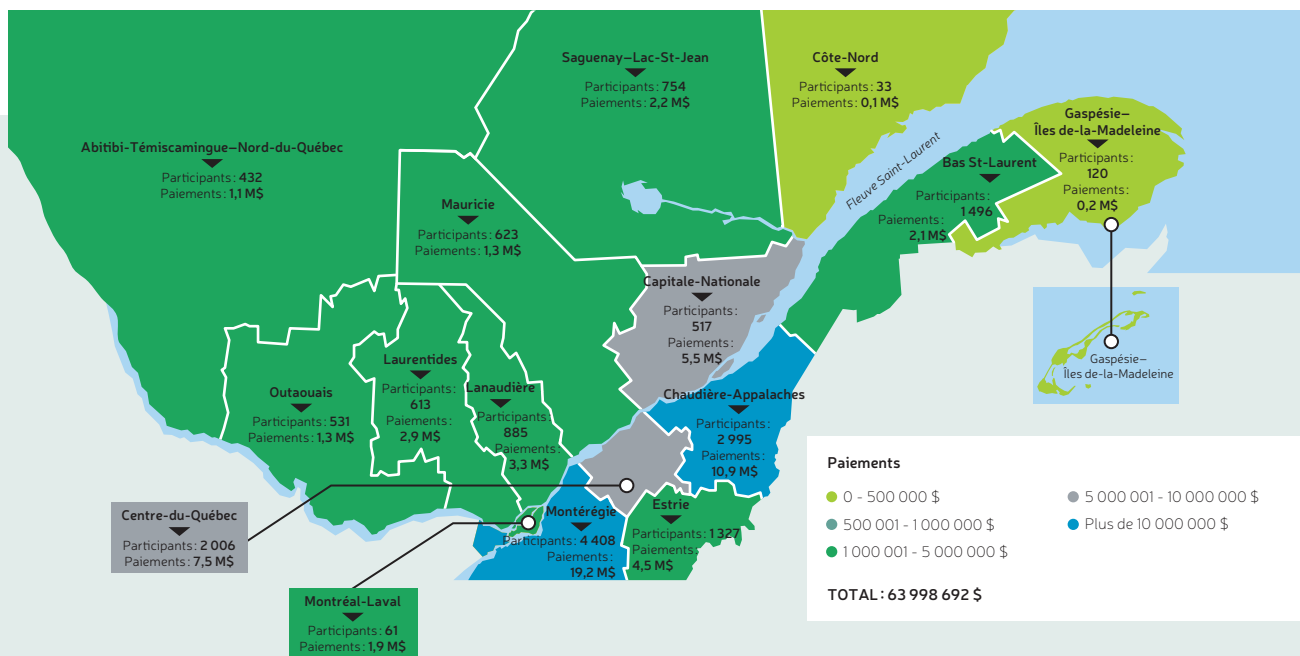 Saguenay–Lac-St-Jean
Participants : 754
Paiements : 2,2 M$
Côte-Nord
Participants : 33
Paiements : 0,1 M$
Gaspésie–
Îles de-la-Madeleine
Participants :
120
Paiements :
0,2 M$
Abitibi-Témiscamingue–Nord-du-Québec
Participants : 432
Paiements : 1,1 M$
Fleuve Saint-Laurent
Bas St-Laurent
Participants :
1 496
Paiements :
2,1 M$
Mauricie
Participants : 623
Paiements : 1,3 M$
Capitale-Nationale
Participants :
517
Paiements :
5,5 M$
Gaspésie–
Îles de-la-Madeleine
Laurentides
Participants :
613
Paiements :
2,9 M$
Lanaudière
Participants :
885
Paiements :
3,3 M$
Outaouais
Participants : 531
Paiements : 1,3 M$
Chaudière-Appalaches
Participants :
2 995
Paiements :
10,9 M$
Centre-du-Québec
Participants : 2 006
Paiements : 7,5 M$
Montérégie
Participants : 4 408
Paiements :
19,2 M$
Estrie
Participants : 1 327
Paiements :
4,5 M$
Montréal-Laval
Participants : 61
Paiements : 1,9 M$
Paiements
0 - 500 000 $
500 001 - 1 000 000 $
1 000 001 - 5 000 000 $
5 000 001 - 10 000 000 $
Plus de 10 000 000 $
TOTAL : 63 998 692 $